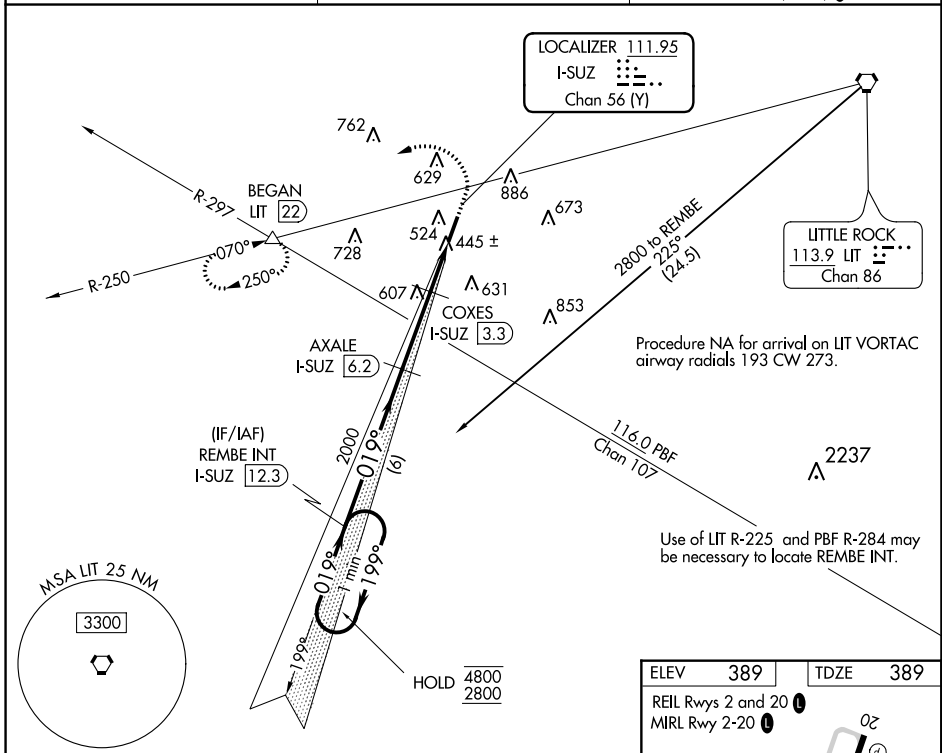 LOCALIZER 111.95
I-SUZ
Chan 56 (Y)
762
629
886
R-297
BEGAN
LIT 22
673
524
445 ±
728
070°
250°
R-250
2800 to REMBE
225°
(24.5)
LITTLE ROCK
113.9 LIT
Chan 86
607
631
853
COXES
I-SUZ 3.3
AXALE
I-SUZ 6.2
Procedure NA for arrival on LIT VORTAC
airway radials 193 CW 273.
(IF/IAF)
REMBE INT
I-SUZ 12.3
2000
019°
(6)
116.0 PBF
Chan 107
2237
Use of LIT R-225 and PBF R-284 may
be necessary to locate REMBE INT.
019°
1 min
199°
MSA LIT 25 NM
3300
199°
HOLD 4800
2800
ELEV 389
TDZE 389
REIL Rwys 2 and 20 L
MIRL Rwy 2-20 L
20
P